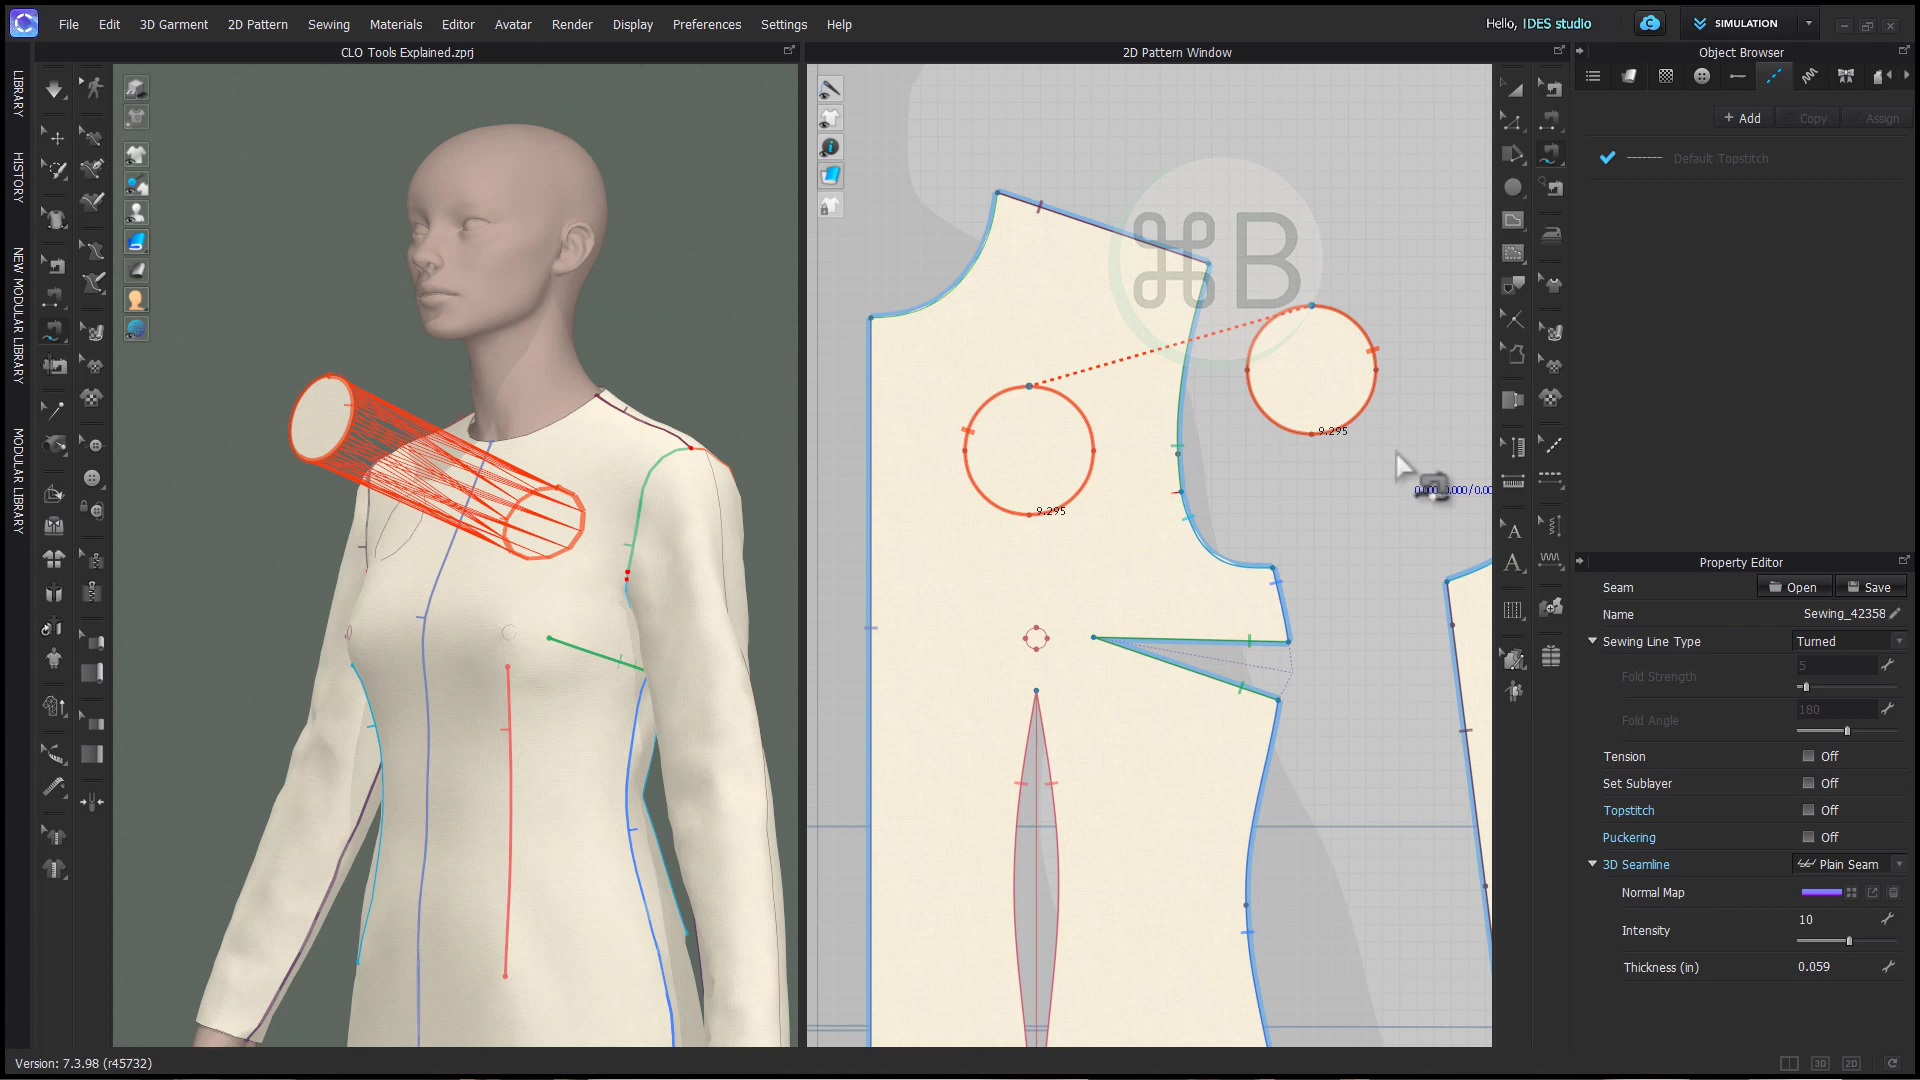 File Edit 3D Garment 2D Pattern Sewing Materials Editor Avatar Render Display Preferences Settings Help
Hello, IDES studio
SIMULATION
CLO Tools Explained.zprj
2D Pattern Window
Object Browser
LIBRARY
HISTORY
NEW MODULAR LIBRARY
MODULAR LIBRARY
+ Add Copy Assign
Default Topstitch
⌘B
9.295
9.295
A
A
Property Editor
Seam Open Save
Name Sewing_42358
Sewing Line Type Turned
Fold Strength 5
Fold Angle 180
Tension Off
Set Sublayer Off
Topstitch Off
Puckering Off
3D Seamline Plain Seam
Normal Map
Intensity 10
Thickness (in) 0.059
Version: 7.3.98 (r45732)
3D 2D